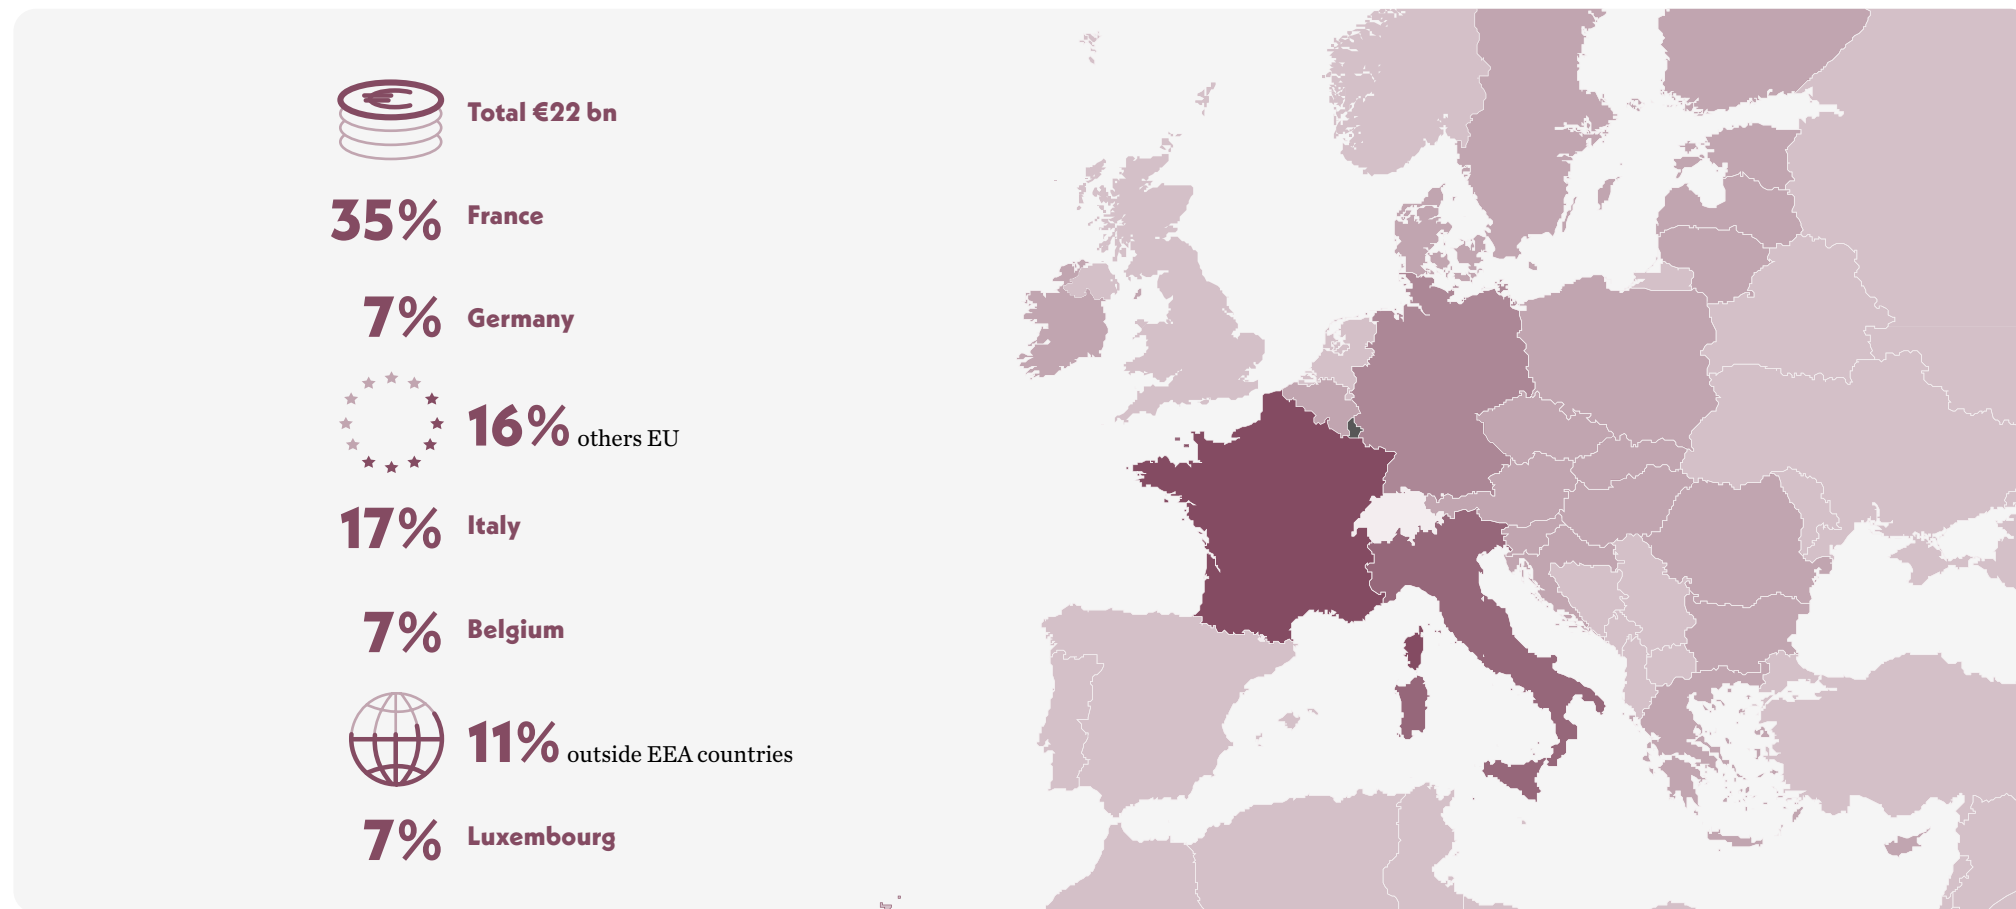 Total €22 bn
35% France
7% Germany
16% others EU
17% Italy
7% Belgium
11% outside EEA countries
7% Luxembourg